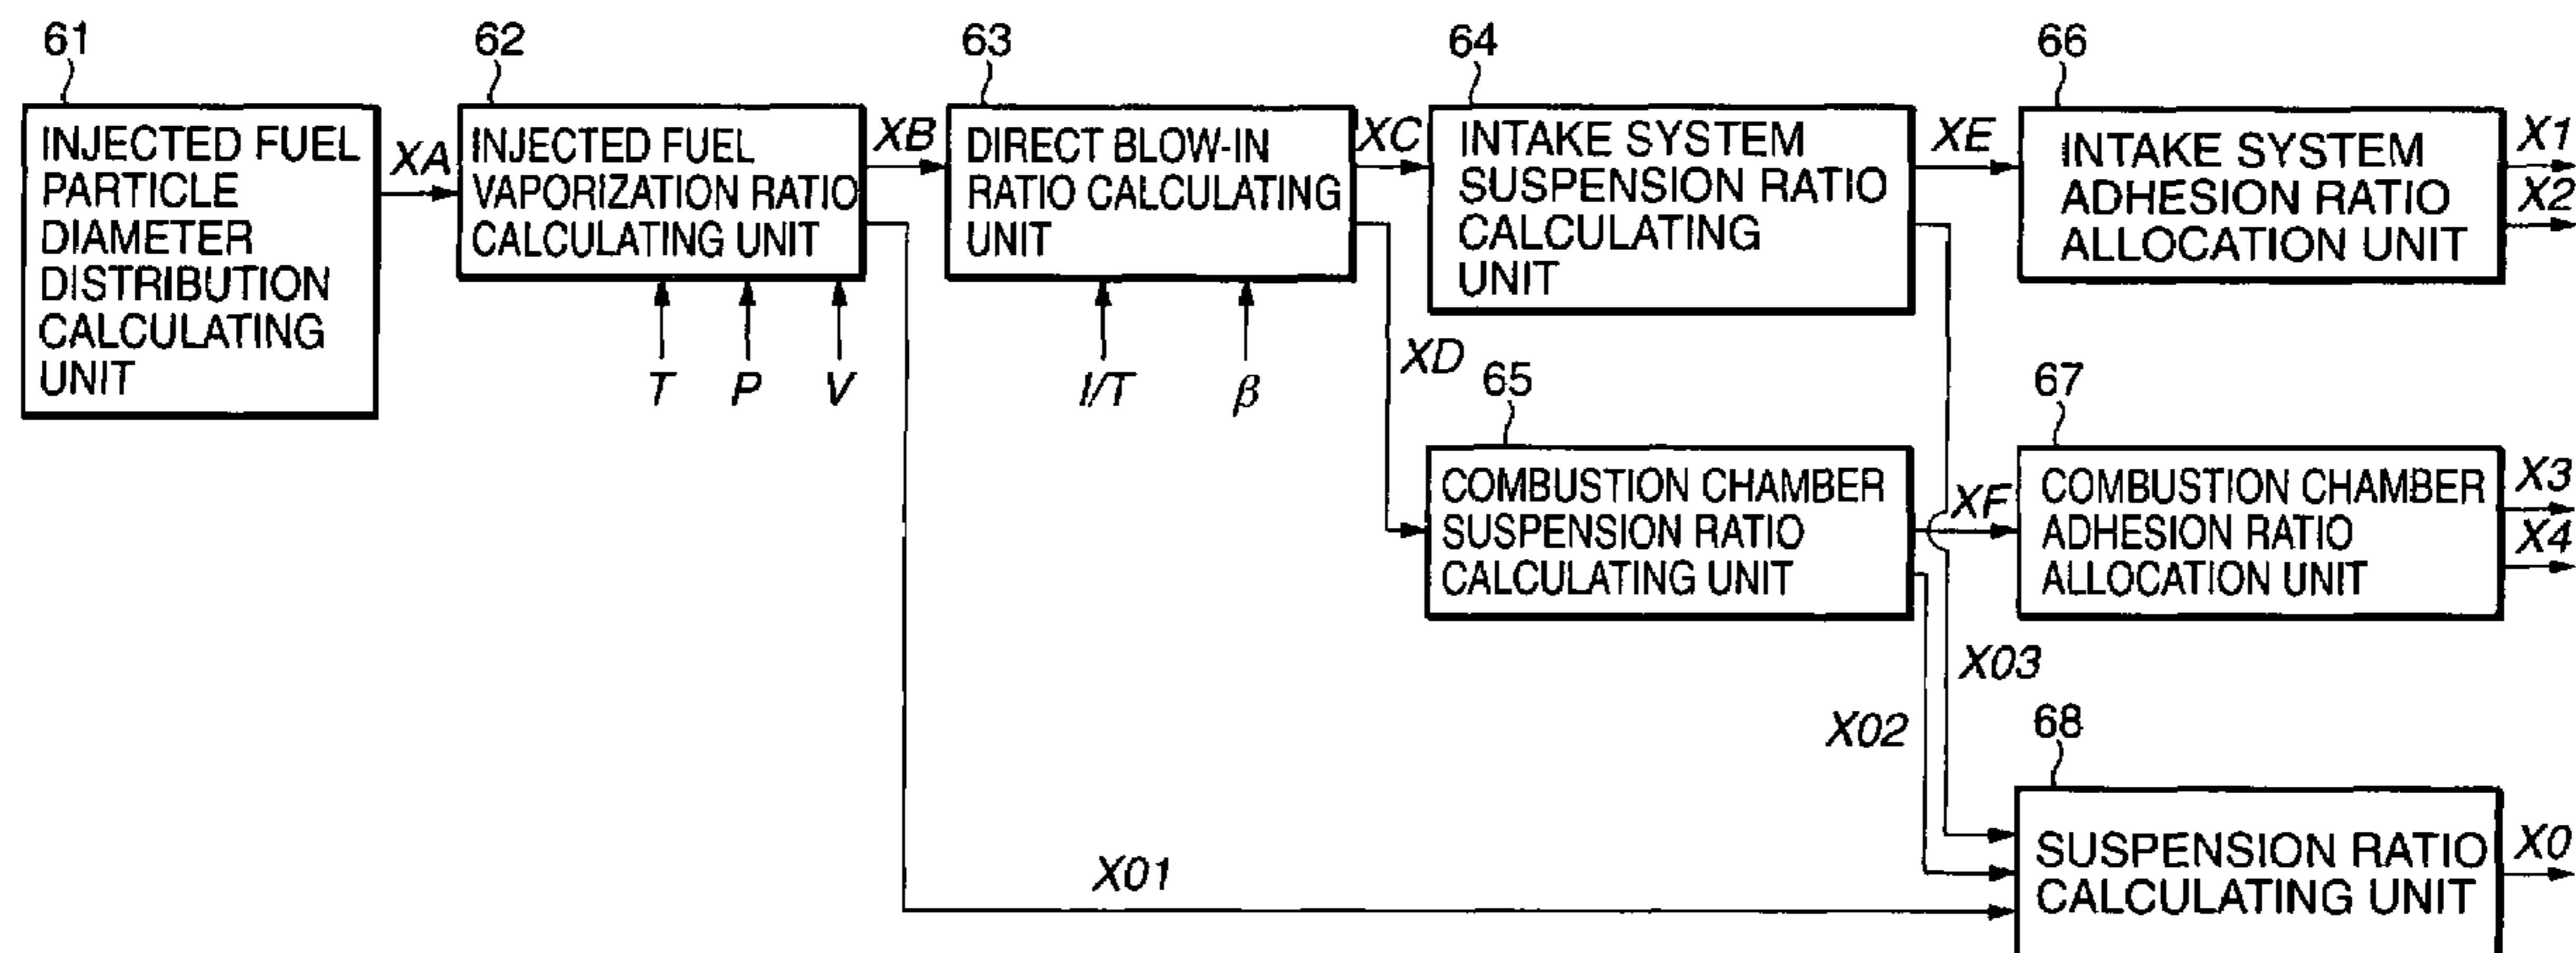 61
INJECTED FUEL
PARTICLE
DIAMETER
DISTRIBUTION
CALCULATING
UNIT
XA
62
INJECTED FUEL
VAPORIZATION RATIO
CALCULATING UNIT
T
P
V
XB
X01
63
DIRECT BLOW-IN
RATIO CALCULATING
UNIT
I/T
β
XC
XD
64
INTAKE SYSTEM
SUSPENSION RATIO
CALCULATING
UNIT
XE
X03
65
COMBUSTION CHAMBER
SUSPENSION RATIO
CALCULATING UNIT
XF
X02
66
INTAKE SYSTEM
ADHESION RATIO
ALLOCATION UNIT
X1
X2
67
COMBUSTION CHAMBER
ADHESION RATIO
ALLOCATION UNIT
X3
X4
68
SUSPENSION RATIO
CALCULATING UNIT
X0